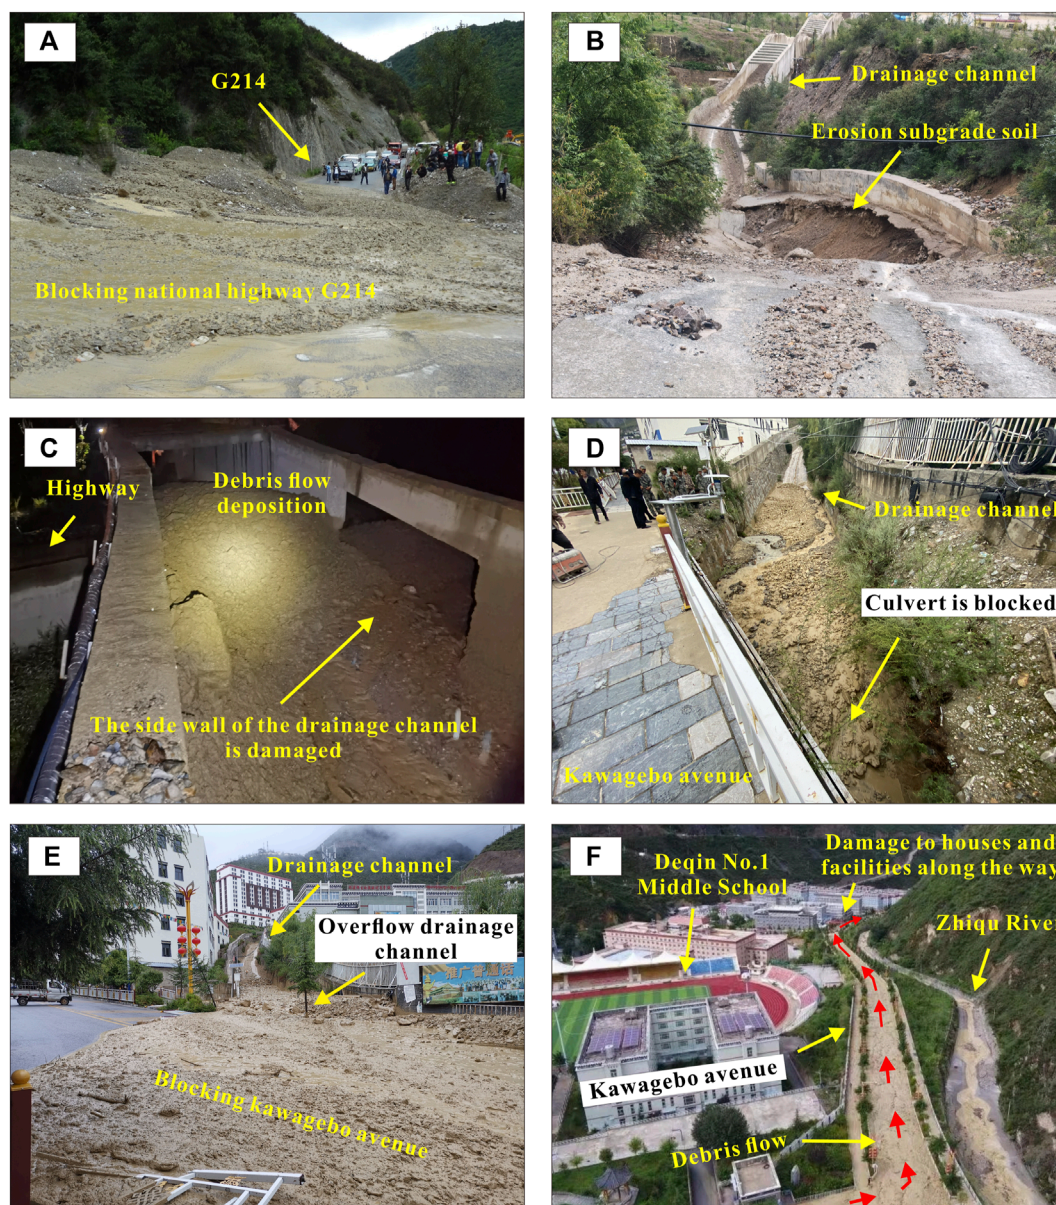 A
G214
Blocking national highway G214
B
Drainage channel
Erosion subgrade soil
C
Highway
Debris flow
deposition
The side wall of the drainage channel
is damaged
D
Drainage channel
Culvert is blocked
Kawagebo avenue
E
Drainage channel
Overflow drainage
channel
Blocking kawagebo avenue
F
Deqin No.1
Middle School
Damage to houses and
facilities along the way
Zhiqu River
Kawagebo avenue
Debris flow